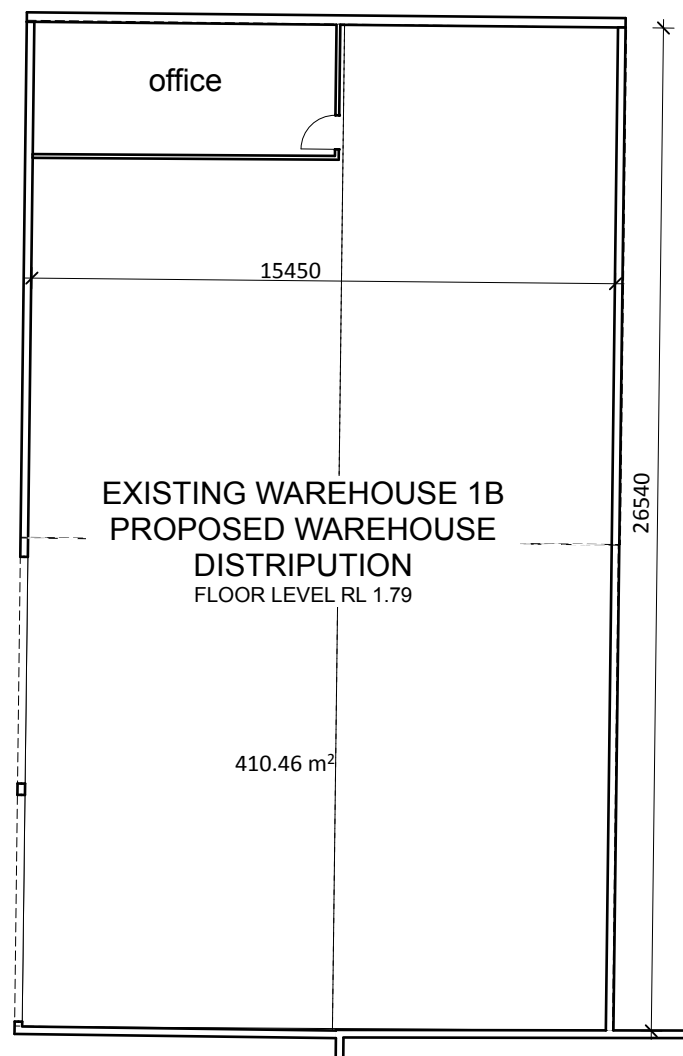 office
15450
26540
EXISTING WAREHOUSE 1B
PROPOSED WAREHOUSE
DISTRIPUTION
FLOOR LEVEL RL 1.79
410.46 m²